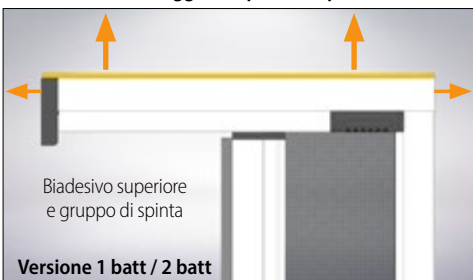 Biadesivo superiore
e gruppo di spinta
Versione 1 batt / 2 batt